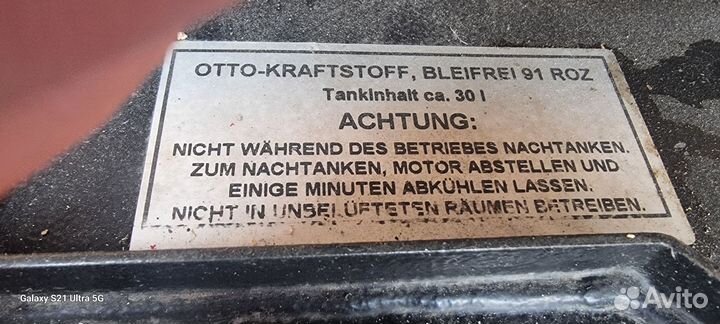 OTTO-KRAFTSTOFF, BLEIFREI 91 ROZ
Tankinhalt ca. 30 l
ACHTUNG:
NICHT WÄHREND DES BETRIEBES NACHTANKEN.
ZUM NACHTANKEN, MOTOR ABSTELLEN UND
EINIGE MINUTEN ABKÜHLEN LASSEN.
NICHT IN UNBELÜFTETEN RÄUMEN BETREIBEN.
Galaxy S21 Ultra 5G
Avito